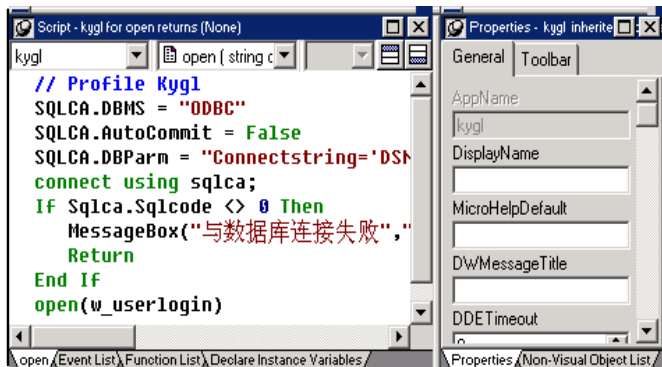 Script - kygl for open returns (None)
kygl
open ( string c
// Profile Kygl
SQLCA.DBMS = "ODBC"
SQLCA.AutoCommit = False
SQLCA.DBParm = "Connectstring='DSN
connect using sqlca;
If Sqlca.Sqlcode <> 0 Then
MessageBox("与数据库连接失败","
Return
End If
open(w_userlogin)
open
Event List
Function List
Declare Instance Variables
Properties - kygl inherite
General
Toolbar
AppName
kygl
DisplayName
MicroHelpDefault
DWMessageTitle
DDETimeout
Properties
Non-Visual Object List